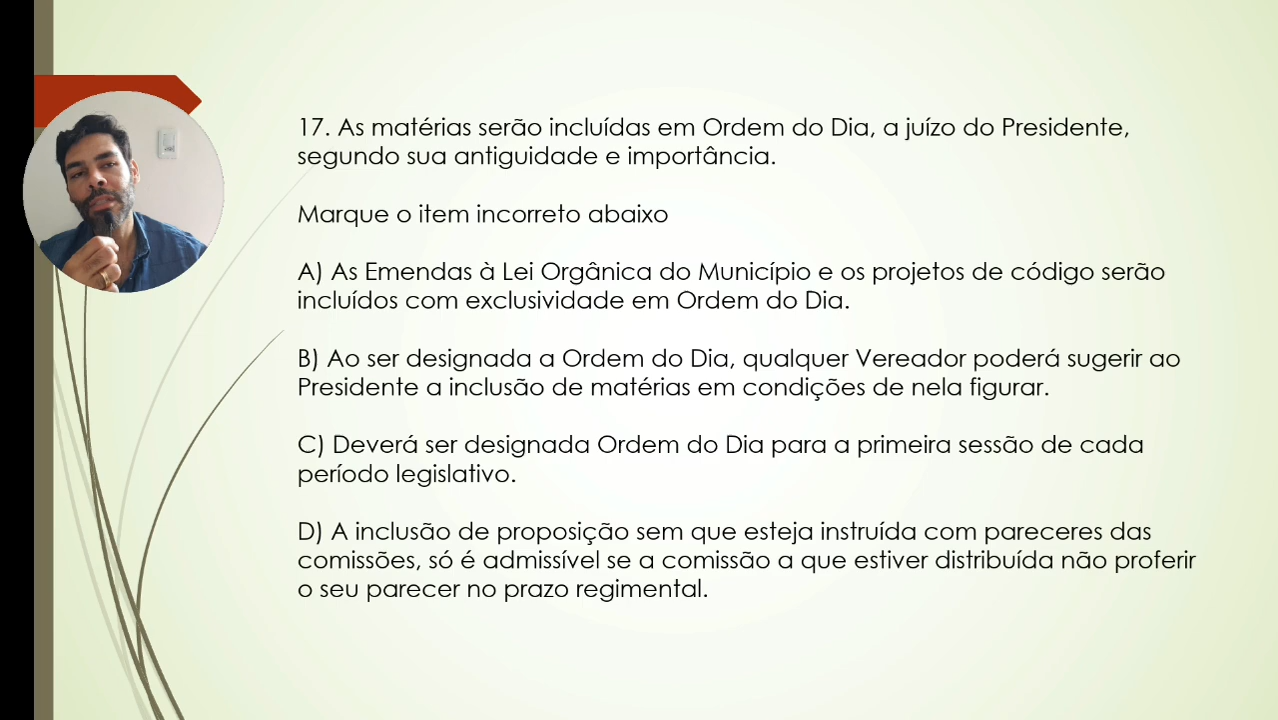 17. As matérias serão incluídas em Ordem do Dia, a juízo do Presidente,
segundo sua antiguidade e importância.
Marque o item incorreto abaixo
A) As Emendas à Lei Orgânica do Município e os projetos de código serão
incluídos com exclusividade em Ordem do Dia.
B) Ao ser designada a Ordem do Dia, qualquer Vereador poderá sugerir ao
Presidente a inclusão de matérias em condições de nela figurar.
C) Deverá ser designada Ordem do Dia para a primeira sessão de cada
período legislativo.
D) A inclusão de proposição sem que esteja instruída com pareceres das
comissões, só é admissível se a comissão a que estiver distribuída não proferir
o seu parecer no prazo regimental.